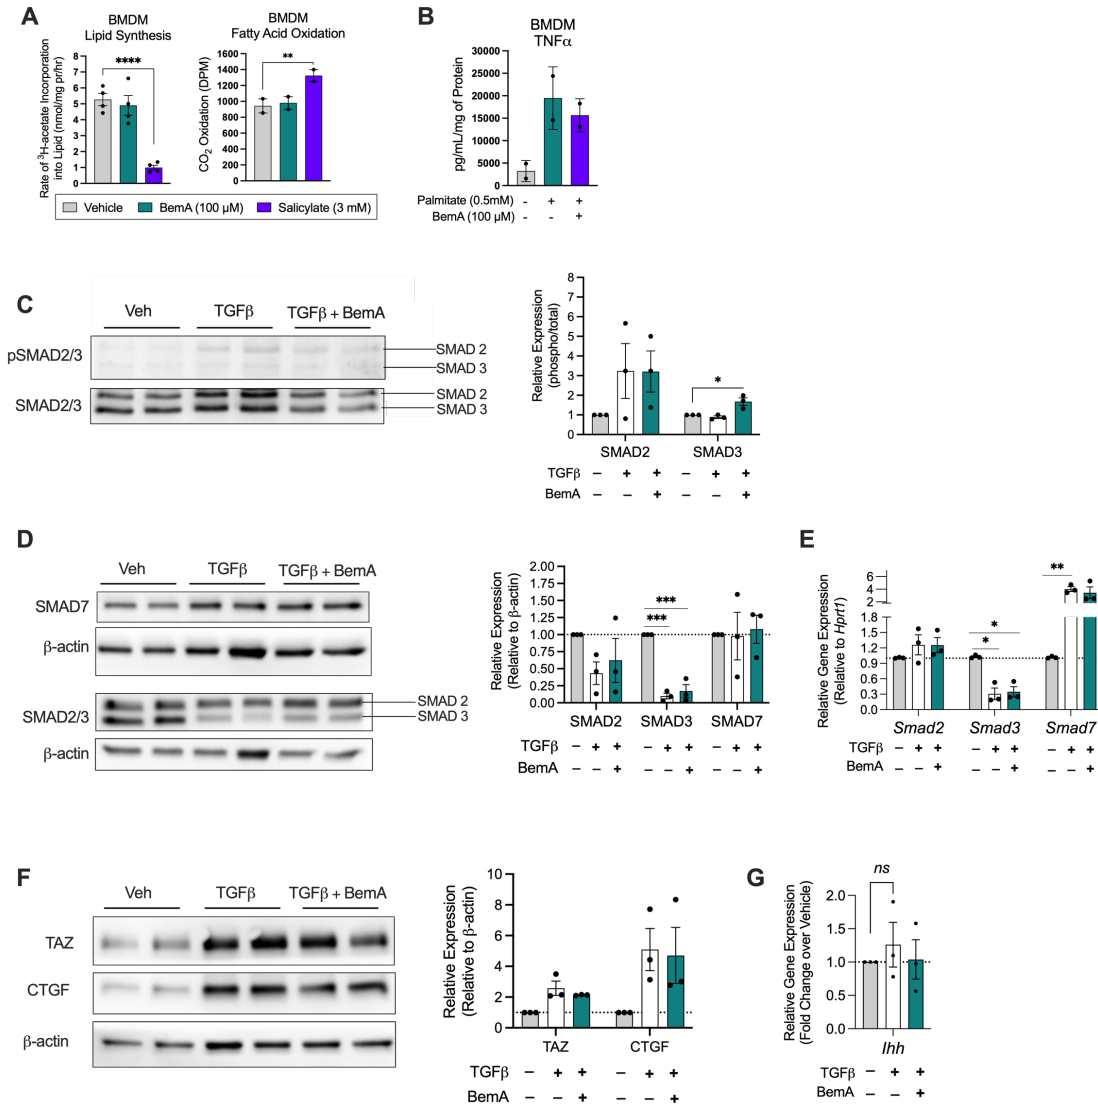 A
BMDM
Lipid Synthesis
Rate of ³H-acetate Incorporation
into Lipid (nmol/mg pr/hr)
8
7
6
5
4
3
2
1
0
****
BMDM
Fatty Acid Oxidation
CO₂ Oxidation (DPM)
1600
1400
1200
1000
800
600
400
200
0
**
Vehicle
BemA (100 µM)
Salicylate (3 mM)
B
BMDM
TNFα
pg/mL/mg of Protein
30000
25000
20000
15000
10000
5000
0
Palmitate (0.5mM) - + +
BemA (100 µM) - - +
C
Veh
TGFβ
TGFβ + BemA
pSMAD2/3
SMAD 2
SMAD 3
SMAD2/3
SMAD 2
SMAD 3
Relative Expression
(phospho/total)
8
7
6
5
4
3
2
1
0
*
SMAD2
SMAD3
TGFβ – + + – + +
BemA – – + – – +
D
Veh
TGFβ
TGFβ + BemA
SMAD7
β-actin
SMAD2/3
SMAD 2
SMAD 3
β-actin
Relative Expression
(Relative to β-actin)
2.00
1.75
1.50
1.25
1.00
0.75
0.50
0.25
0.00
***
***
SMAD2
SMAD3
SMAD7
TGFβ – + + – + + – + +
BemA – – + – – + – – +
E
Relative Gene Expression
(Relative to Hprt1)
6
4
2
1.8
1.5
1.2
0.9
0.6
0.3
0.0
**
*
*
Smad2
Smad3
Smad7
TGFβ – + + – + + – + +
BemA – – + – – + – – +
F
Veh
TGFβ
TGFβ + BemA
TAZ
CTGF
β-actin
Relative Expression
(Relative to β-actin)
10
8
6
4
2
0
TAZ
CTGF
TGFβ – + + – + +
BemA – – + – – +
G
ns
Relative Gene Expression
(Fold Change over Vehicle)
2.0
1.5
1.0
0.5
0.0
Ihh
TGFβ – + +
BemA – – +